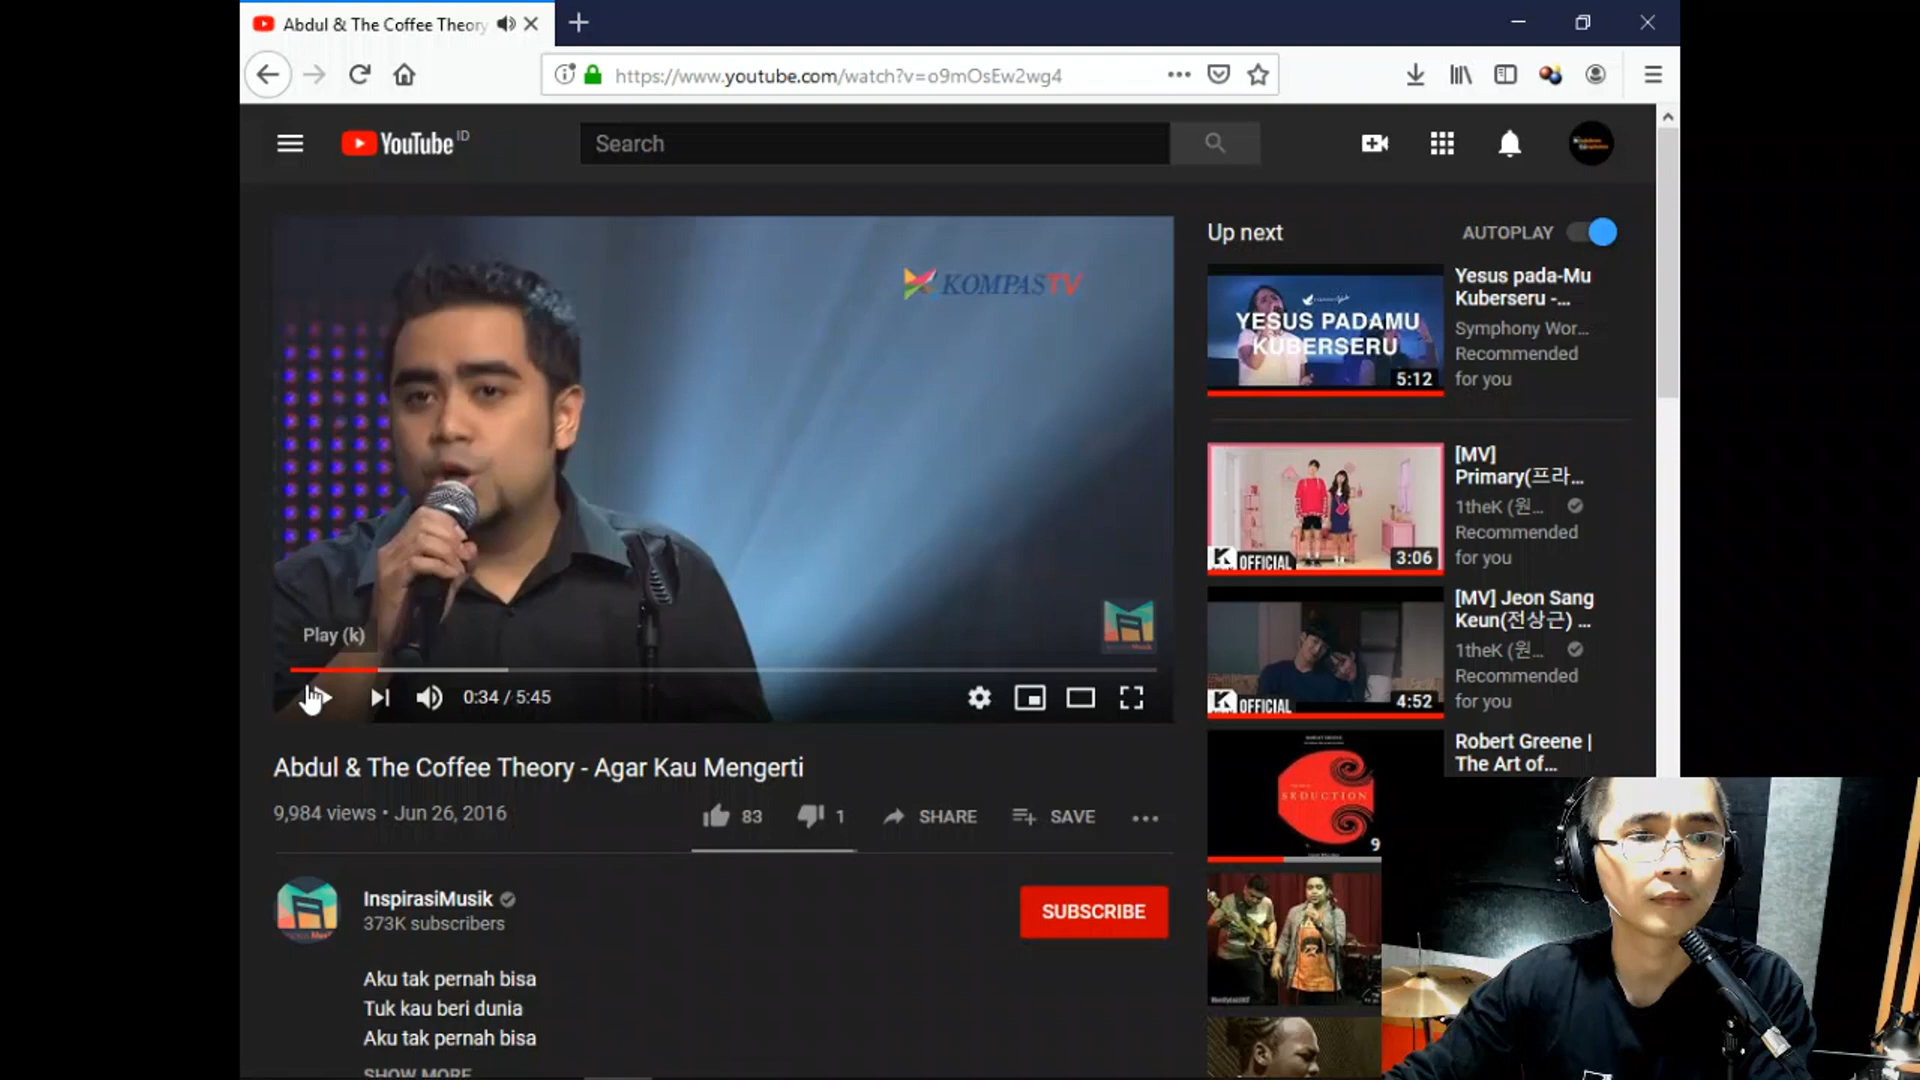 Abdul & The Coffee Theory
https://www.youtube.com/watch?v=o9mOsEw2wg4
YouTube ID
Search
KOMPASTV
Play (k)
0:34 / 5:45
Abdul & The Coffee Theory - Agar Kau Mengerti
9,984 views • Jun 26, 2016
83
1
SHARE
SAVE
InspirasiMusik
373K subscribers
SUBSCRIBE
Aku tak pernah bisa
Tuk kau beri dunia
Aku tak pernah bisa
SHOW MORE
Up next
AUTOPLAY
YESUS PADAMU
KUBERSERU
5:12
Yesus pada-Mu
Kuberseru -...
Symphony Wor...
Recommended
for you
K OFFICIAL
3:06
[MV]
Primary(프라...
1theK (원...
Recommended
for you
K OFFICIAL
4:52
[MV] Jeon Sang
Keun(전상근) ...
1theK (원...
Recommended
for you
SEDUCTION
9
Robert Greene |
The Art of...